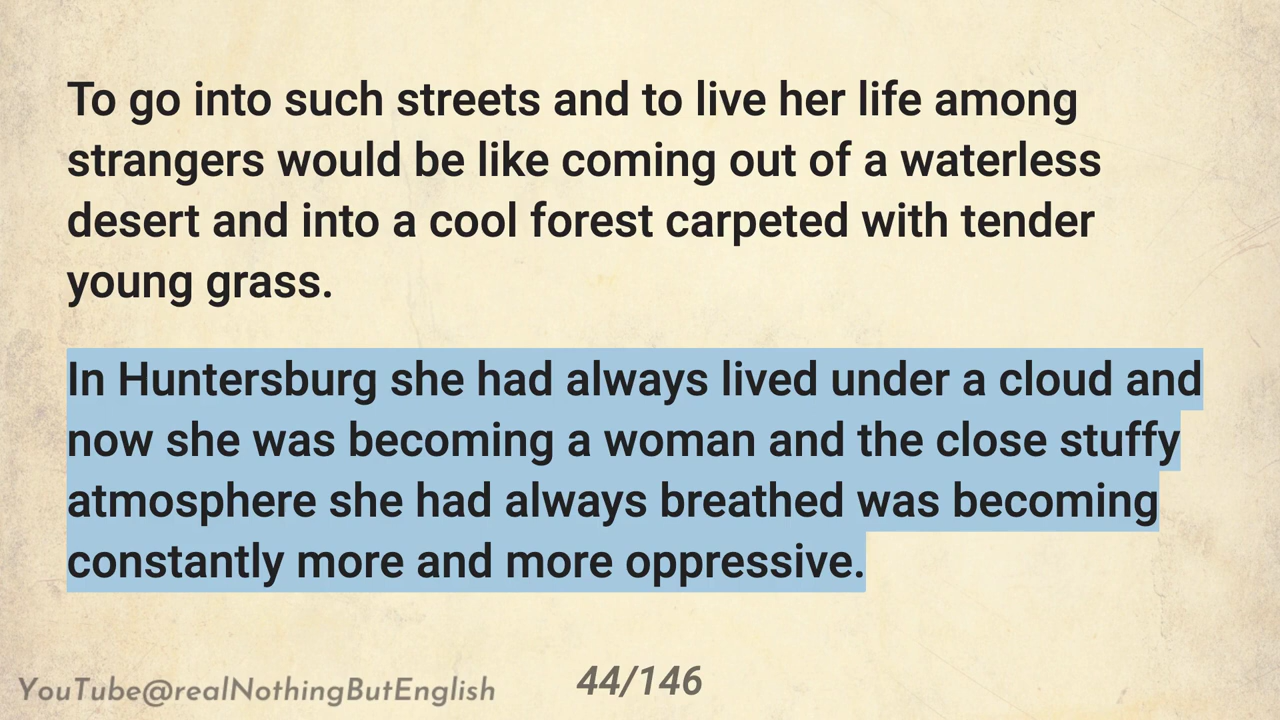 To go into such streets and to live her life among
strangers would be like coming out of a waterless
desert and into a cool forest carpeted with tender
young grass.
In Huntersburg she had always lived under a cloud and
now she was becoming a woman and the close stuffy
atmosphere she had always breathed was becoming
constantly more and more oppressive.
YouTube@realNothingButEnglish
44/146